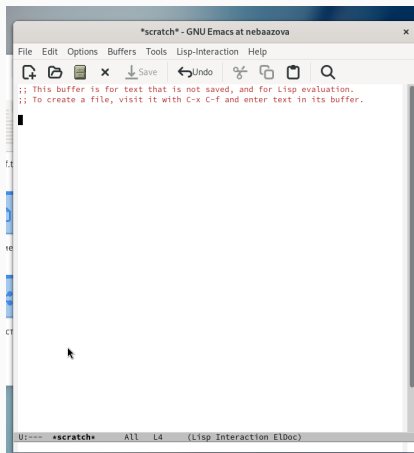 *scratch* - GNU Emacs at nebaazova
File Edit Options Buffers Tools Lisp-Interaction Help
Save Undo
;; This buffer is for text that is not saved, and for Lisp evaluation.
;; To create a file, visit it with C-x C-f and enter text in its buffer.
U:--- *scratch* All L4 (Lisp Interaction ElDoc)